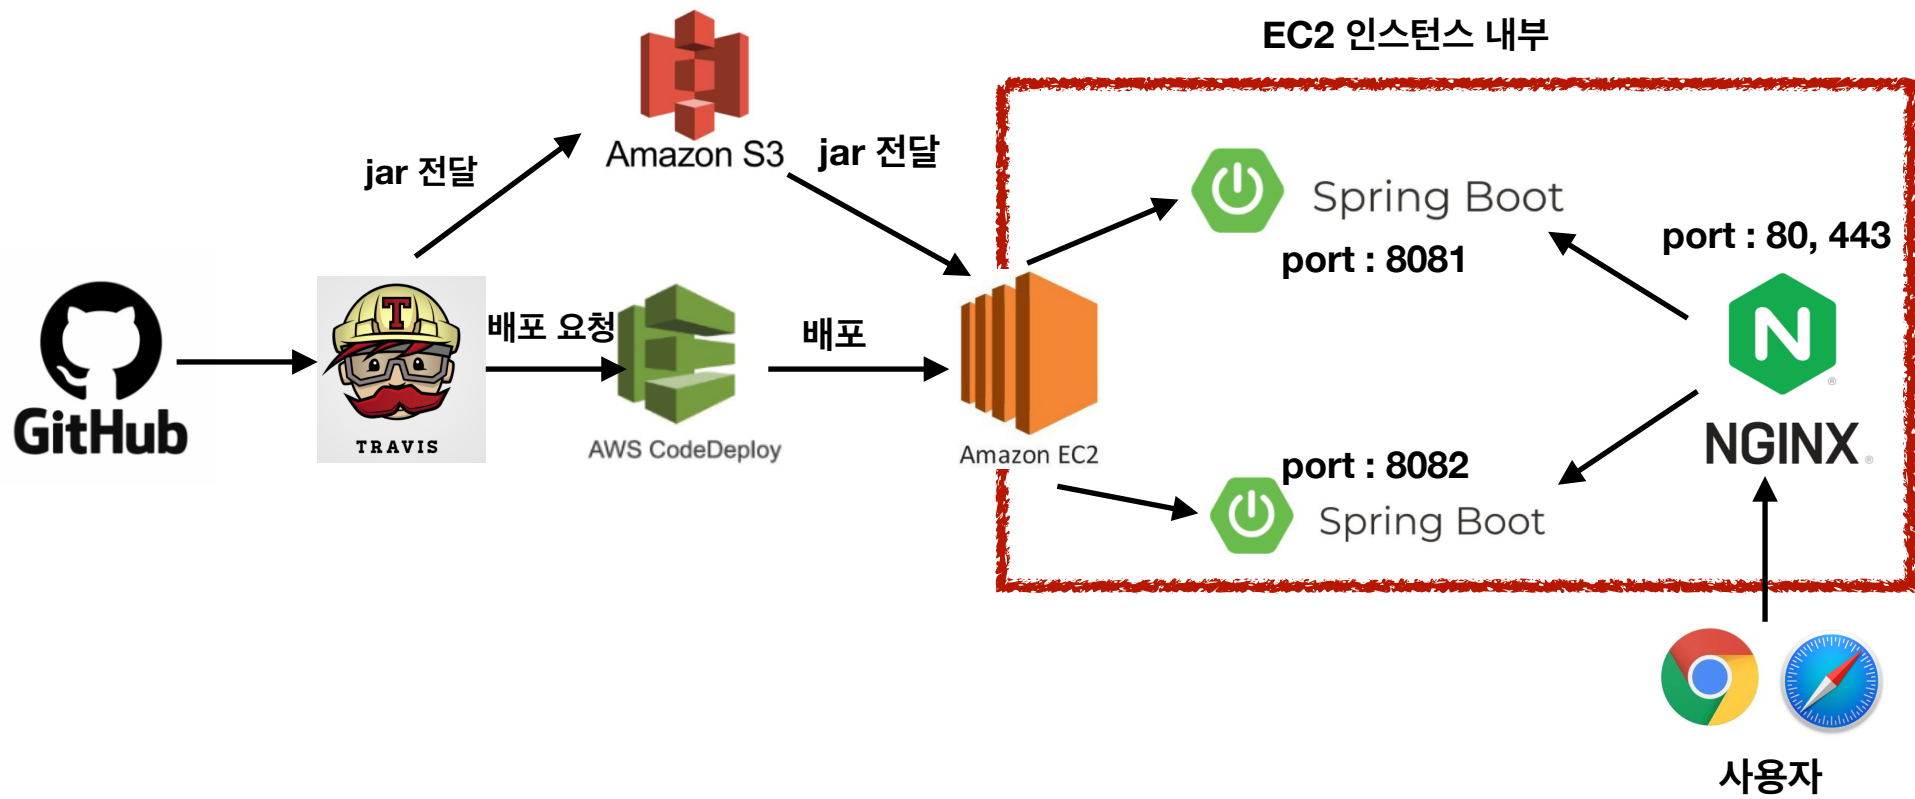 EC2 인스턴스 내부
Amazon S3
jar 전달
jar 전달
Spring Boot
port : 8081
port : 80, 443
GitHub
T
TRAVIS
배포 요청
AWS CodeDeploy
배포
Amazon EC2
N
NGINX
port : 8082
Spring Boot
사용자